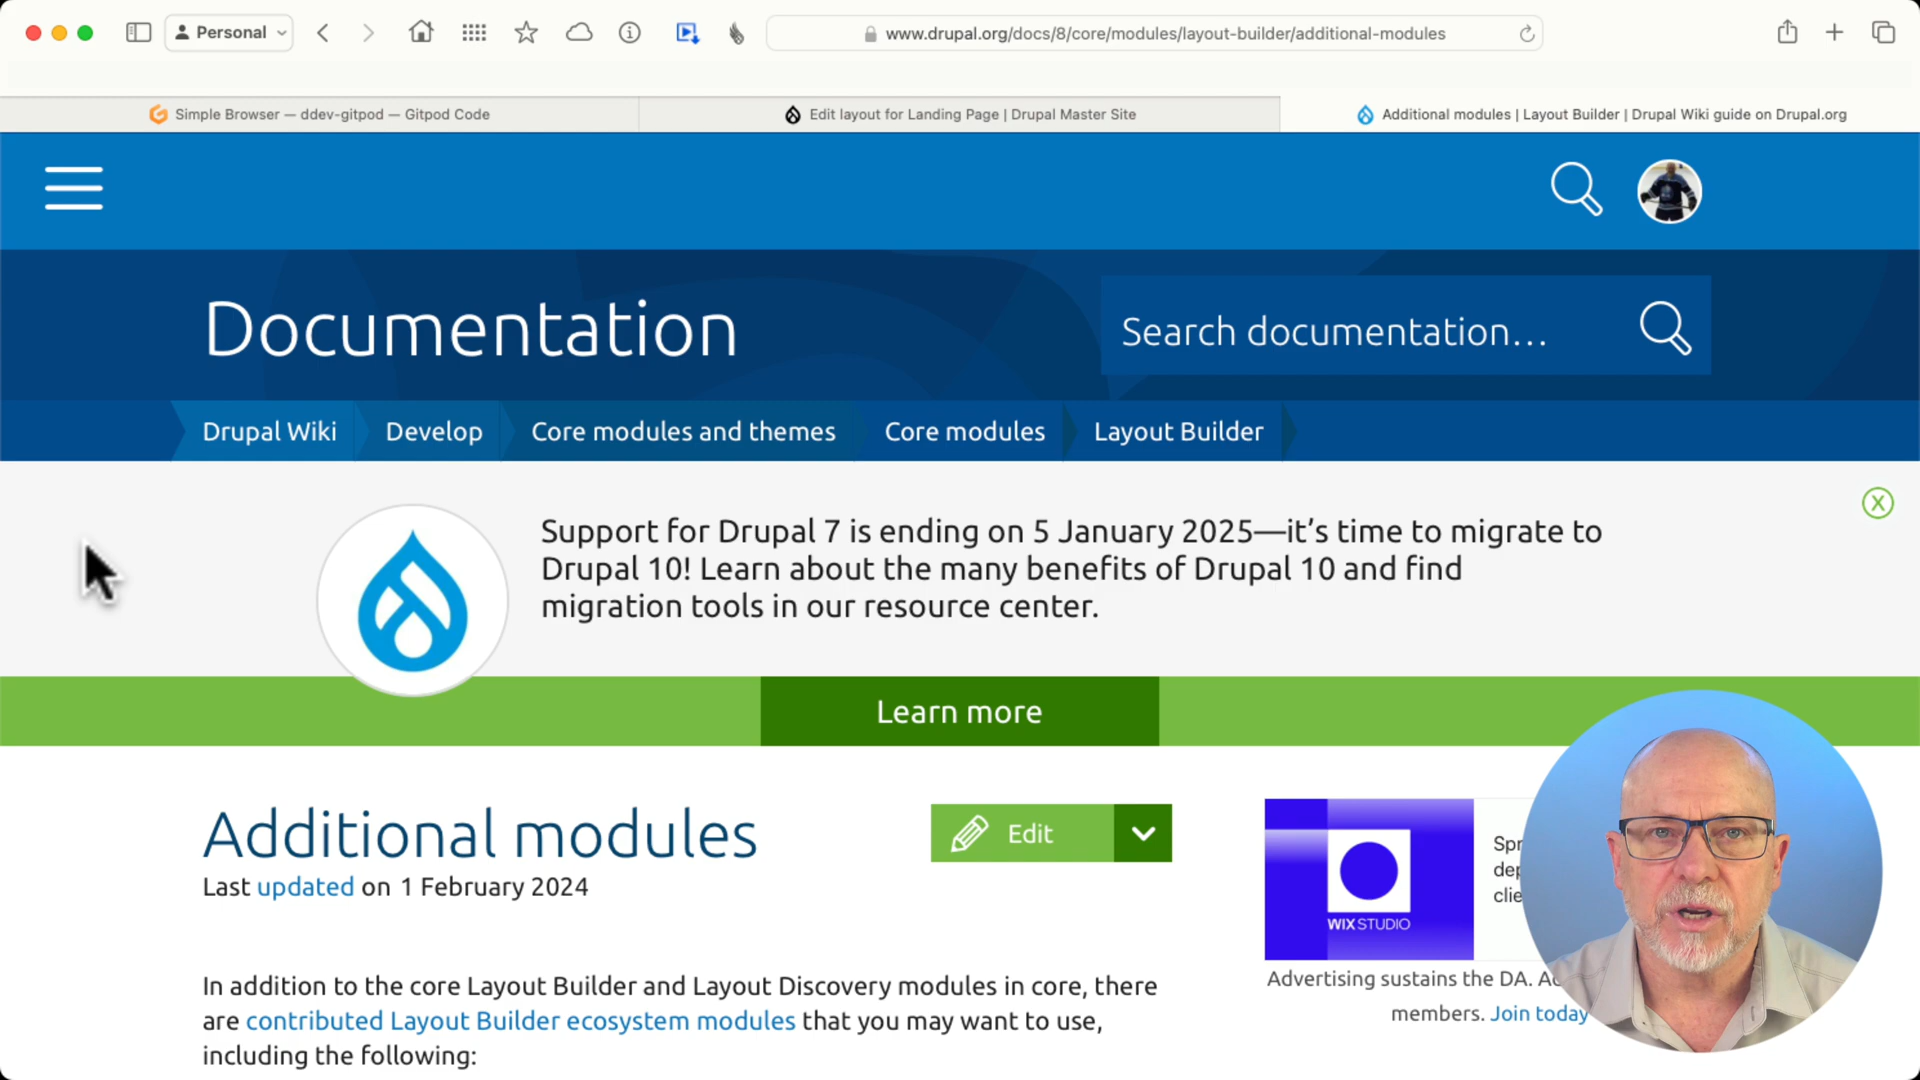 Personal
www.drupal.org/docs/8/core/modules/layout-builder/additional-modules
Simple Browser — ddev-gitpod — Gitpod Code
Edit layout for Landing Page | Drupal Master Site
Additional modules | Layout Builder | Drupal Wiki guide on Drupal.org
Documentation
Search documentation...
Drupal Wiki
Develop
Core modules and themes
Core modules
Layout Builder
Support for Drupal 7 is ending on 5 January 2025—it's time to migrate to
Drupal 10! Learn about the many benefits of Drupal 10 and find
migration tools in our resource center.
Learn more
Additional modules
Edit
Last updated on 1 February 2024
WIX STUDIO
Advertising sustains the DA.
members. Join today
In addition to the core Layout Builder and Layout Discovery modules in core, there
are contributed Layout Builder ecosystem modules that you may want to use,
including the following: